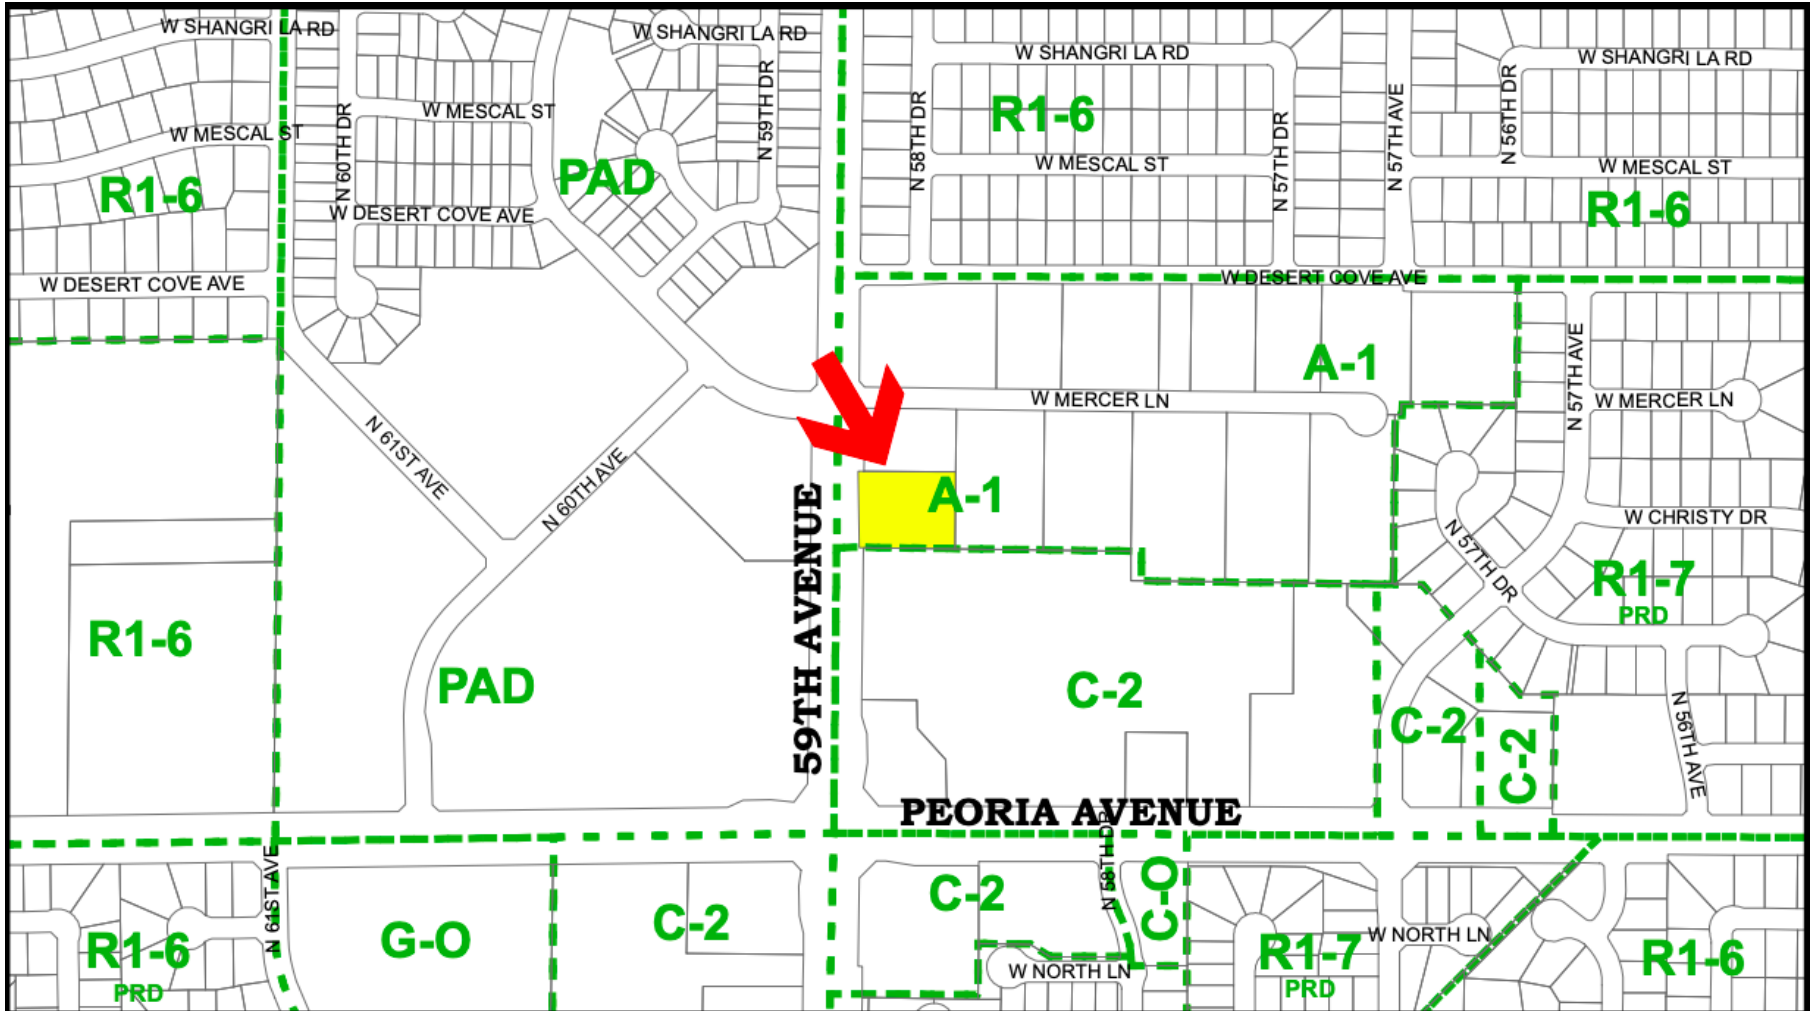 W SHANGRI LA RD
W SHANGRI LA RD
W SHANGRI LA RD
W SHANGRI LA RD
W MESCAL ST
W MESCAL ST
W MESCAL ST
W MESCAL ST
N 60TH DR
N 59TH DR
N 58TH DR
N 57TH DR
N 57TH AVE
N 56TH DR
R1-6
PAD
R1-6
R1-6
W DESERT COVE AVE
W DESERT COVE AVE
W DESERT COVE AVE
A-1
N 57TH AVE
W MERCER LN
W MERCER LN
N 61ST AVE
N 60TH AVE
59TH AVENUE
A-1
W CHRISTY DR
N 57TH DR
R1-7
PRD
R1-6
PAD
C-2
C-2
C-2
N 56TH AVE
PEORIA AVENUE
N 61ST AVE
N 58TH DR
R1-6
PRD
G-O
C-2
C-2
C-O
W NORTH LN
W NORTH LN
R1-7
PRD
R1-6